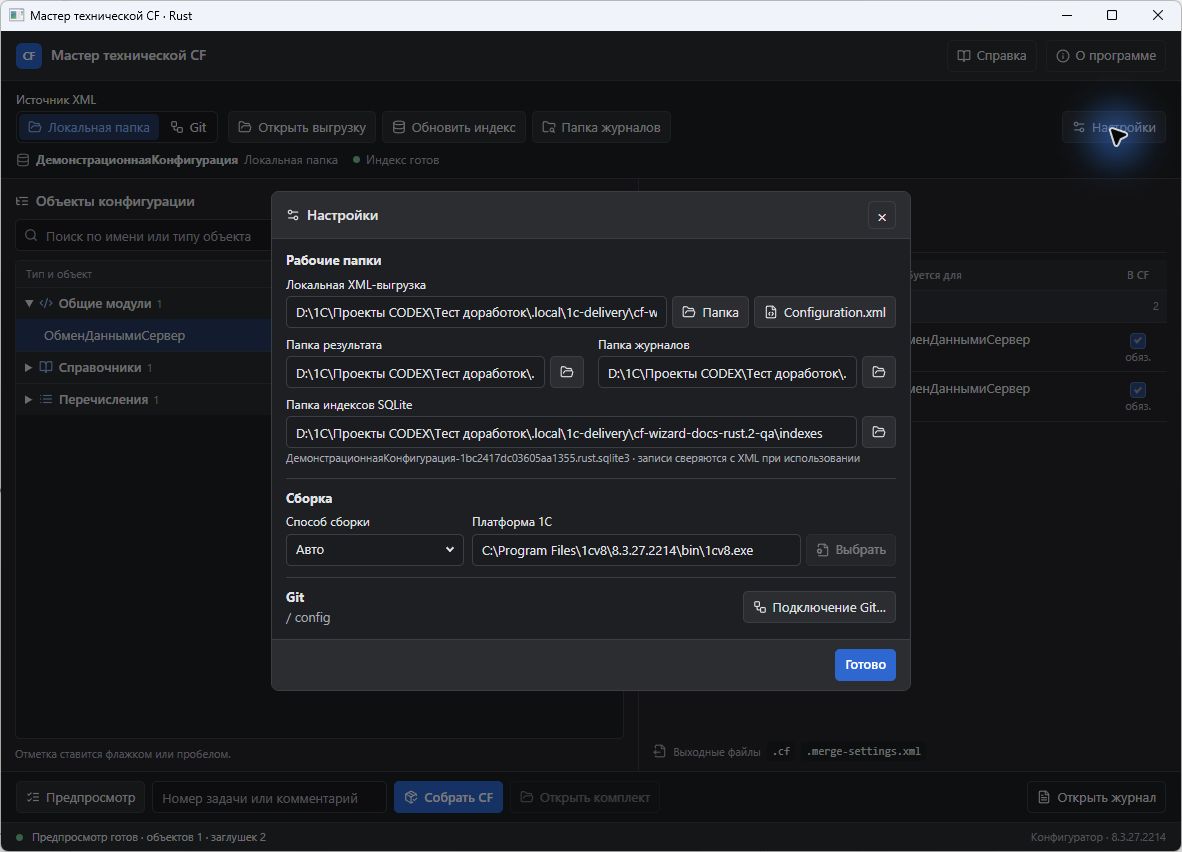 Мастер технической CF · Rust
CF Мастер технической CF
Справка
О программе
Источник XML
Локальная папка
Git
Открыть выгрузку
Обновить индекс
Папка журналов
Настройки
ДемонстрационнаяКонфигурация Локальная папка Индекс готов
Объекты конфигурации
Поиск по имени или типу объекта
Тип и объект
Общие модули 1
ОбменДаннымиСервер
Справочники 1
Перечисления 1
Настройки
Рабочие папки
Локальная XML-выгрузка
D:\1С\Проекты CODEX\Тест доработок\.local\1c-delivery\cf-w
Папка
Configuration.xml
Папка результата
Папка журналов
D:\1С\Проекты CODEX\Тест доработок\.
D:\1С\Проекты CODEX\Тест доработок\.
Папка индексов SQLite
D:\1С\Проекты CODEX\Тест доработок\.local\1c-delivery\cf-wizard-docs-rust.2-qa\indexes
ДемонстрационнаяКонфигурация-1bc2417dc03605aa1355.rust.sqlite3 · записи сверяются с XML при использовании
Сборка
Способ сборки
Платформа 1С
Авто
C:\Program Files\1cv8\8.3.27.2214\bin\1cv8.exe
Выбрать
Git
/ config
Подключение Git...
Готово
буется для
В CF
2
менДаннымиСервер
обяз.
менДаннымиСервер
обяз.
Отметка ставится флажком или пробелом.
Выходные файлы .cf .merge-settings.xml
Предпросмотр
Номер задачи или комментарий
Собрать CF
Открыть комплект
Открыть журнал
Предпросмотр готов · объектов 1 · заглушек 2
Конфигуратор · 8.3.27.2214